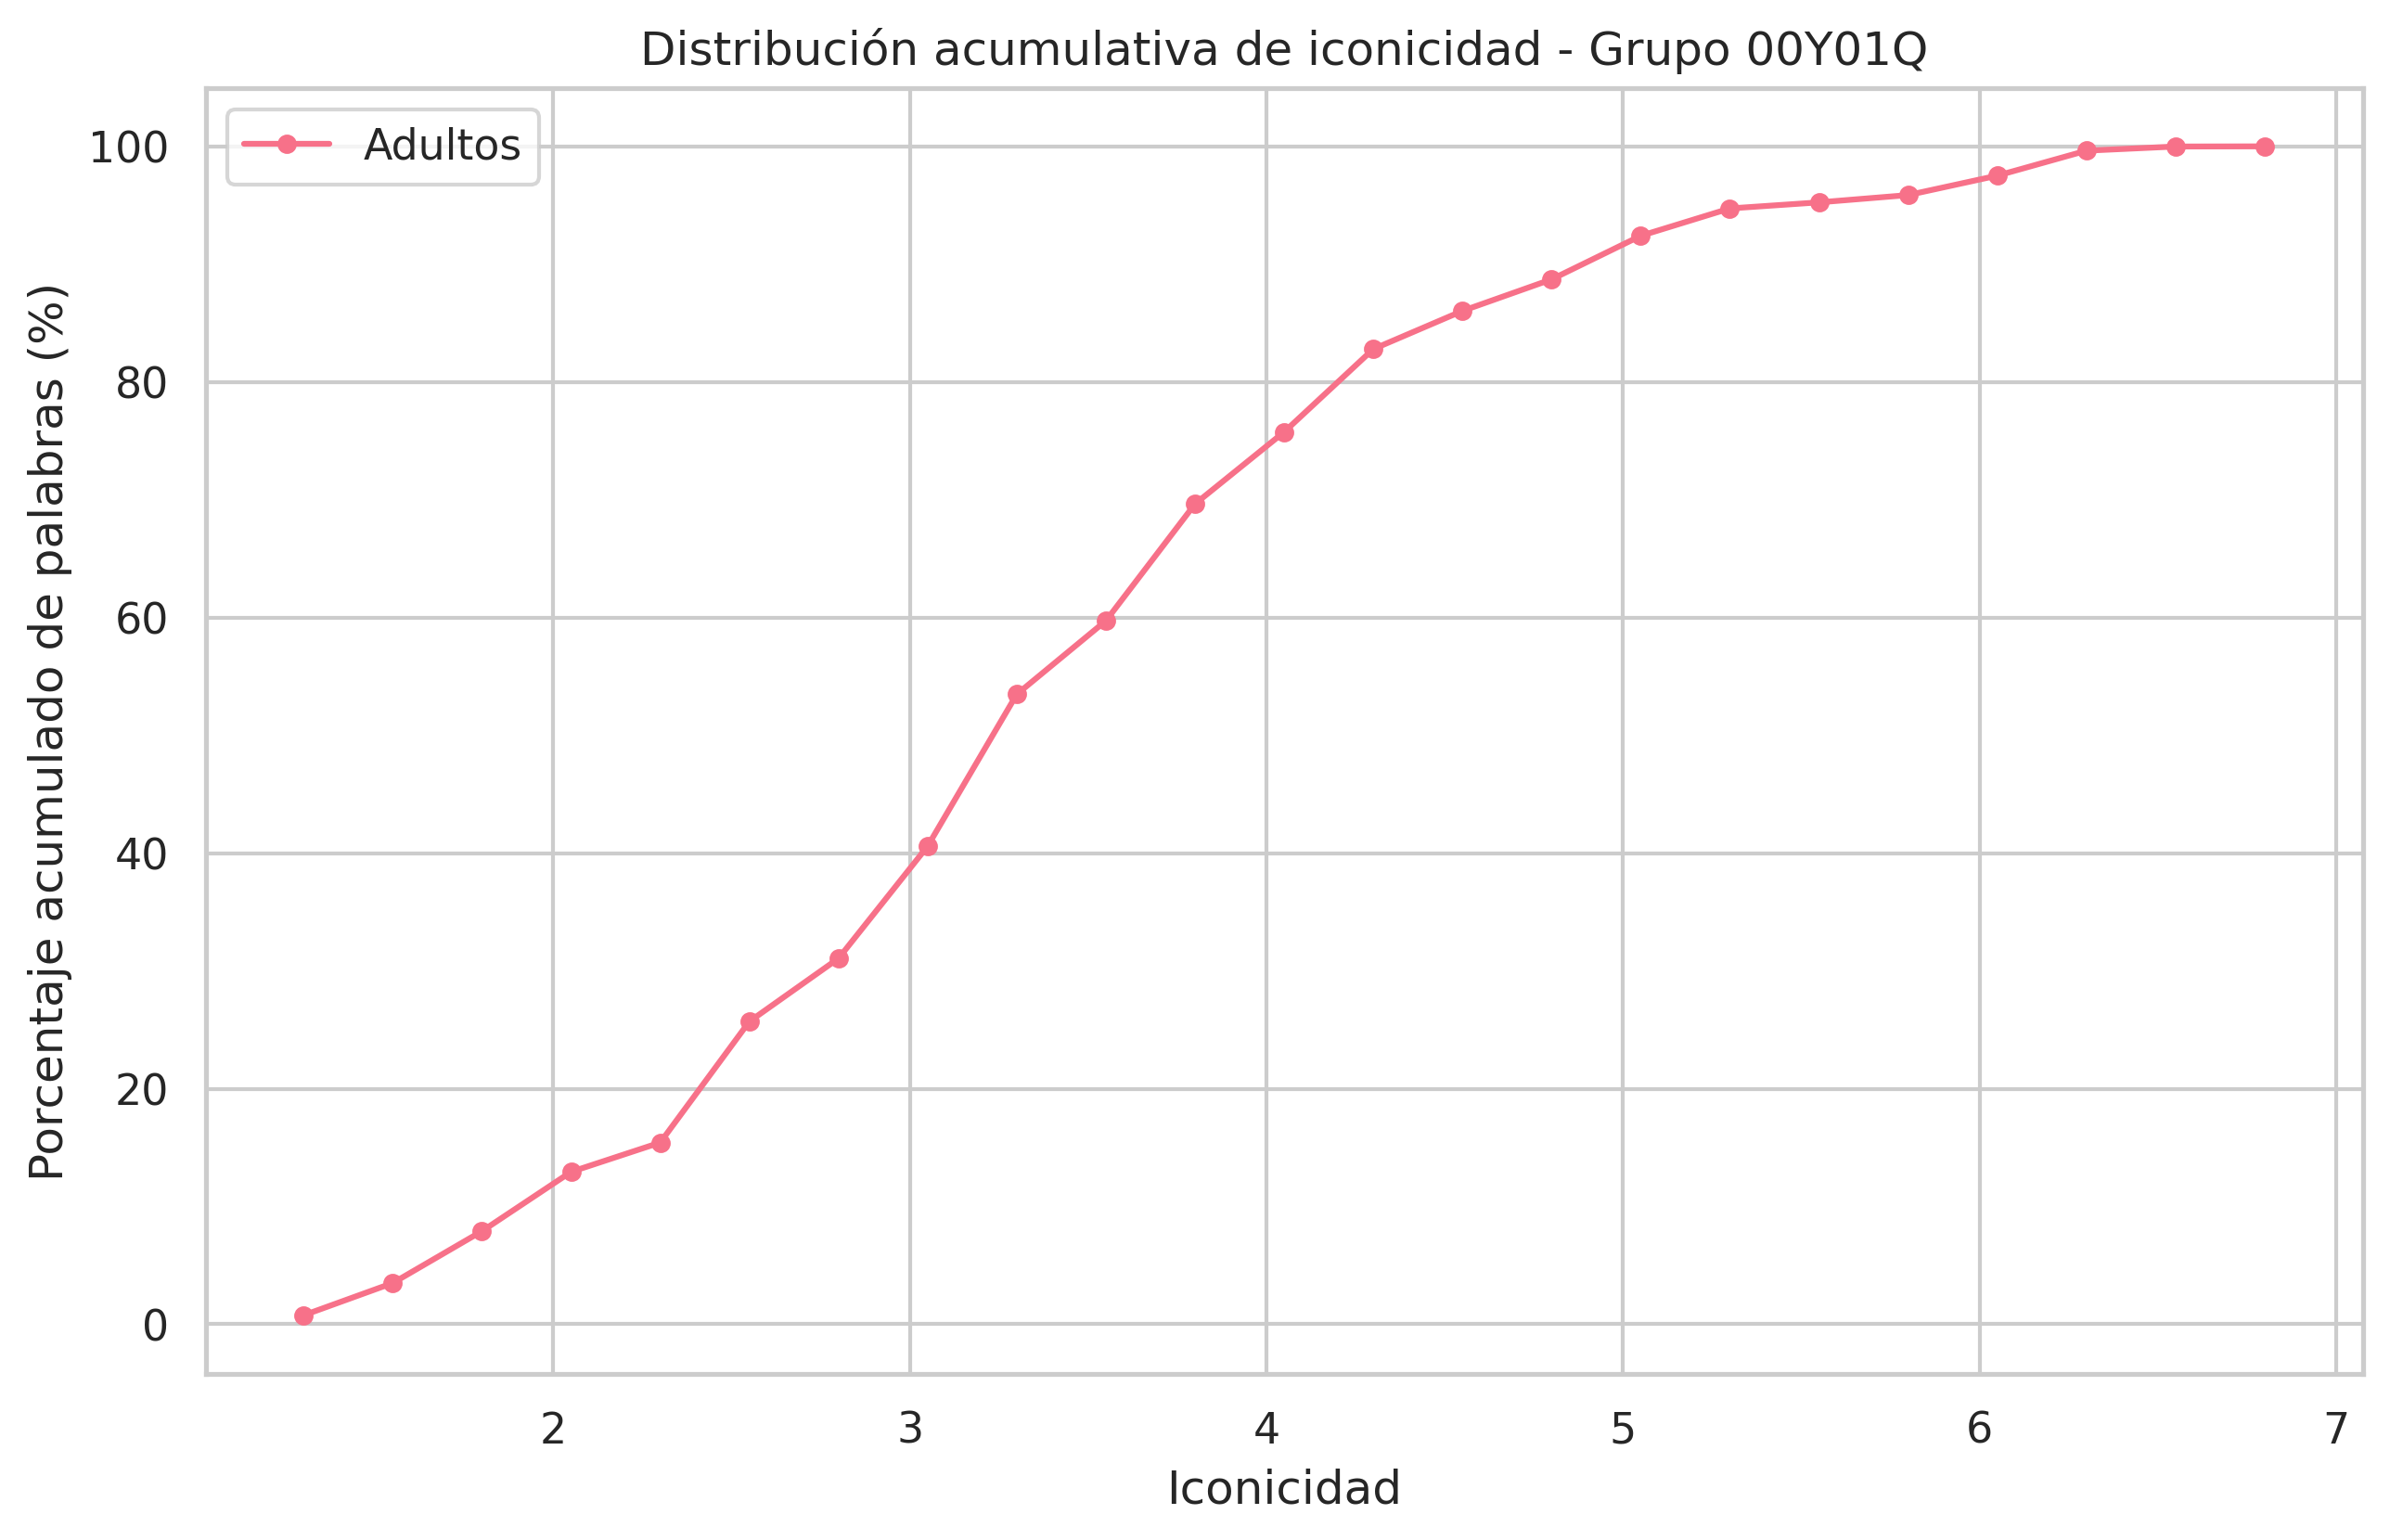 Distribución acumulativa de iconicidad - Grupo 00Y01Q
Adultos
Porcentaje acumulado de palabras (%)
100
80
60
40
20
0
2 3 4 5 6 7
Iconicidad